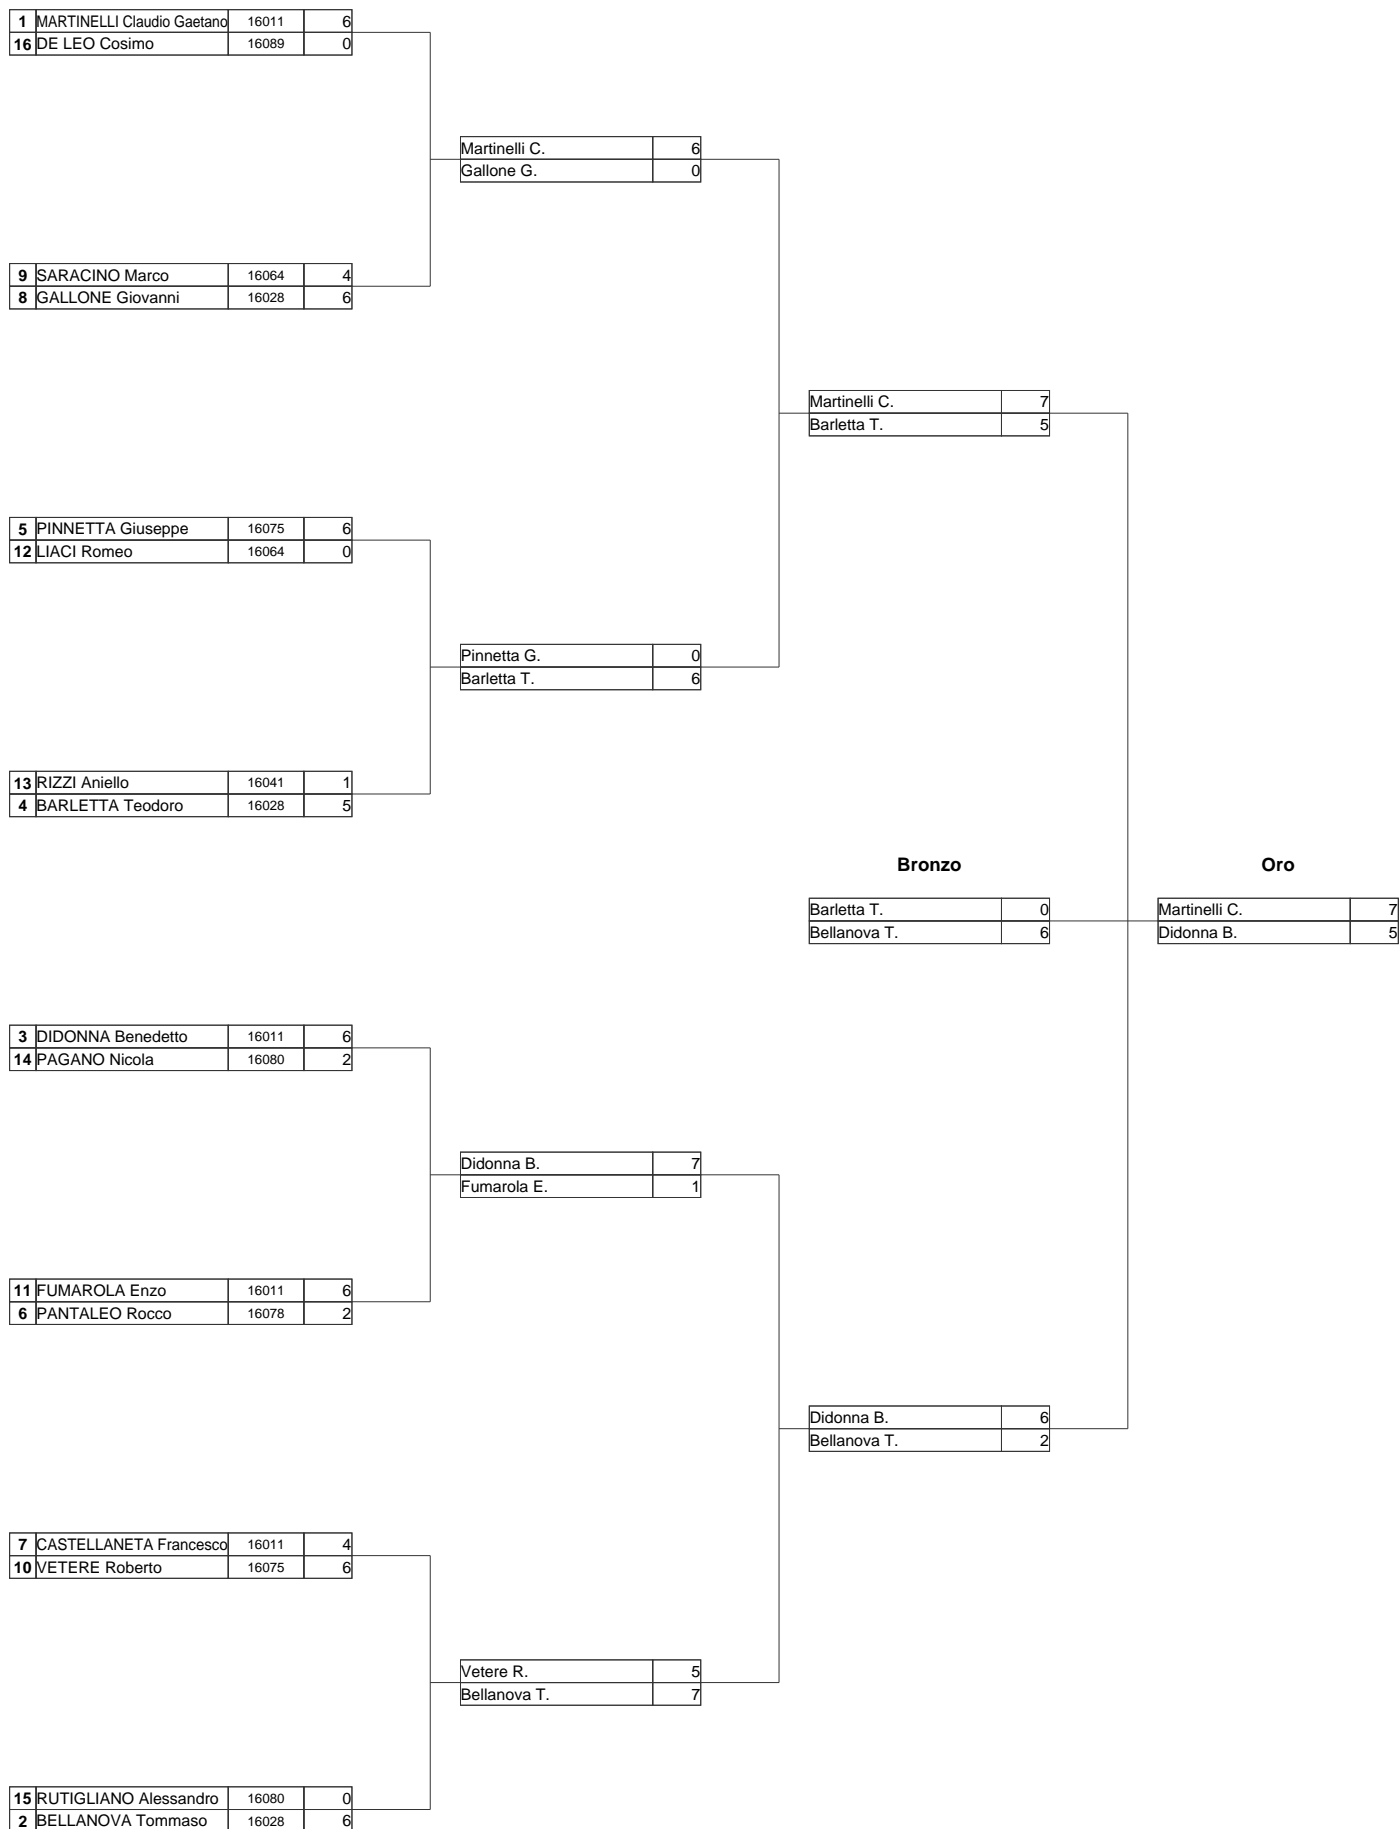 1 MARTINELLI Claudio Gaetano 16011 6
16 DE LEO Cosimo 16089 0
Martinelli C. 6
Gallone G. 0
9 SARACINO Marco 16064 4
8 GALLONE Giovanni 16028 6
Martinelli C. 7
Barletta T. 5
5 PINNETTA Giuseppe 16075 6
12 LIACI Romeo 16064 0
Pinnetta G. 0
Barletta T. 6
13 RIZZI Aniello 16041 1
4 BARLETTA Teodoro 16028 5
Bronzo Oro
Barletta T. 0 Martinelli C. 7
Bellanova T. 6 Didonna B. 5
3 DIDONNA Benedetto 16011 6
14 PAGANO Nicola 16080 2
Didonna B. 7
Fumarola E. 1
11 FUMAROLA Enzo 16011 6
6 PANTALEO Rocco 16078 2
Didonna B. 6
Bellanova T. 2
7 CASTELLANETA Francesco 16011 4
10 VETERE Roberto 16075 6
Vetere R. 5
Bellanova T. 7
15 RUTIGLIANO Alessandro 16080 0
2 BELLANOVA Tommaso 16028 6